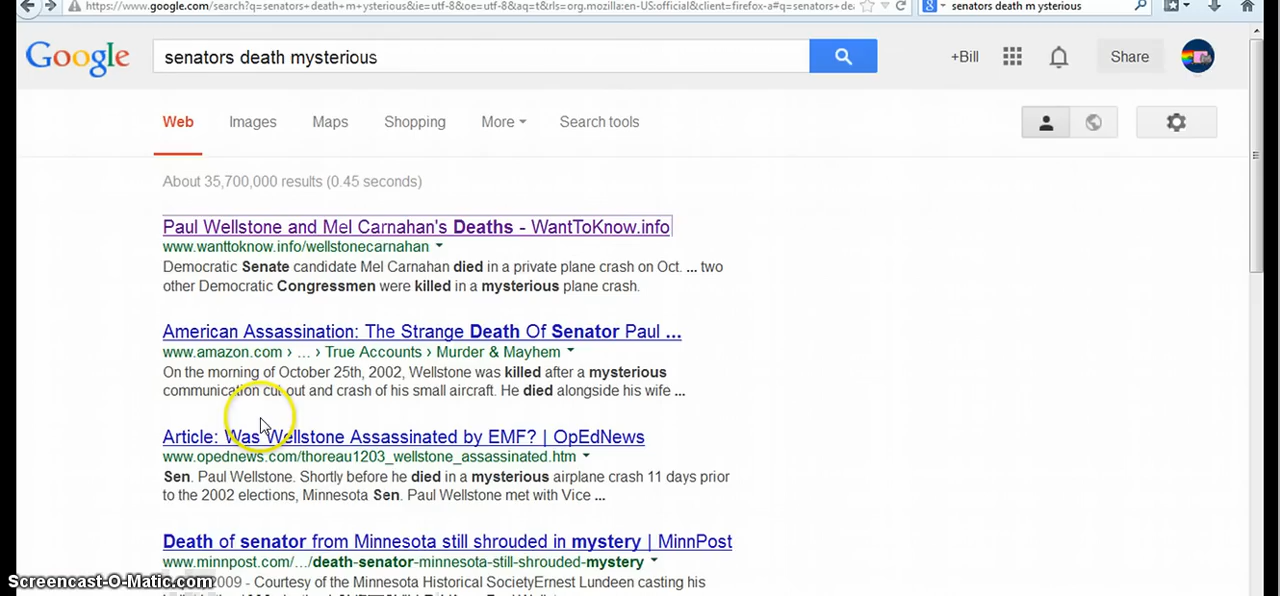 https://www.google.com/search?q=senators+death+m+ysterious&ie=utf-8&oe=utf-8&aq=t&rls=org.mozilla:en-US:official&client=firefox-a#q=senators+de
senators death m ysterious
Google
senators death mysterious
+Bill
Share
Web Images Maps Shopping More Search tools
About 35,700,000 results (0.45 seconds)
Paul Wellstone and Mel Carnahan's Deaths - WantToKnow.info
www.wanttoknow.info/wellstonecarnahan
Democratic Senate candidate Mel Carnahan died in a private plane crash on Oct. ... two
other Democratic Congressmen were killed in a mysterious plane crash.
American Assassination: The Strange Death Of Senator Paul ...
www.amazon.com › ... › True Accounts › Murder & Mayhem
On the morning of October 25th, 2002, Wellstone was killed after a mysterious
communication cut out and crash of his small aircraft. He died alongside his wife ...
Article: Was Wellstone Assassinated by EMF? | OpEdNews
www.opednews.com/thoreau1203_wellstone_assassinated.htm
Sen. Paul Wellstone. Shortly before he died in a mysterious airplane crash 11 days prior
to the 2002 elections, Minnesota Sen. Paul Wellstone met with Vice ...
Death of senator from Minnesota still shrouded in mystery | MinnPost
www.minnpost.com/.../death-senator-minnesota-still-shrouded-mystery
2009 - Courtesy of the Minnesota Historical SocietyErnest Lundeen casting his
Screencast-O-Matic.com